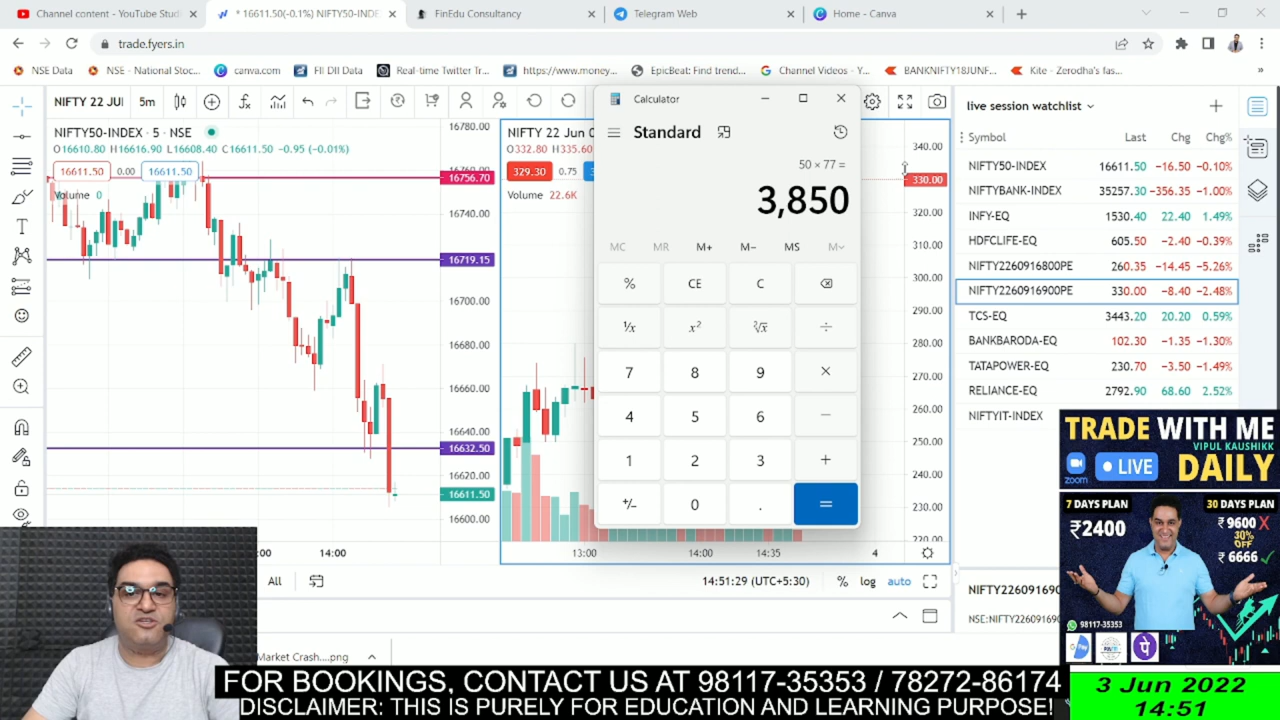 Channel content - YouTube Studi
* 16611.50(-0.1%) NIFTY50-INDE
FinEdu Consultancy
Telegram Web
Home - Canva
trade.fyers.in
NSE Data
NSE - National Stoc...
canva.com
FII DII Data
Real-time Twitter Tr...
https://www.money...
EpicBeat: Find trend...
Channel Videos - Y...
BANKNIFTY18JUNF...
Kite - Zerodha's fas...
»
NIFTY 22 JUI
5m
NIFTY50-INDEX · 5 · NSE
O16610.80 H16616.90 L16608.40 C16611.50 −0.95 (−0.01%)
16611.50
0.00
16611.50
Volume 0
16780.00
16756.70
16740.00
16719.15
16700.00
16680.00
16660.00
16640.00
16632.50
16620.00
16611.50
16600.00
14:00
NIFTY 22 Jun
O332.80 H335.60
329.30
0.75
Volume 22.6K
340.00
330.00
320.00
310.00
300.00
290.00
280.00
270.00
260.00
250.00
240.00
230.00
220.00
13:00
14:00
14:35
4
Calculator
Standard
50 × 77 =
3,850
MC
MR
M+
M−
MS
M˅
%
CE
C
¹/x
x²
²√x
÷
7
8
9
×
4
5
6
−
1
2
3
+
+/−
0
.
=
live session watchlist
Symbol
Last
Chg
Chg%
NIFTY50-INDEX 16611.50 −16.50 −0.10%
NIFTYBANK-INDEX 35257.30 −356.35 −1.00%
INFY-EQ 1530.40 22.40 1.49%
HDFCLIFE-EQ 605.50 −2.40 −0.39%
NIFTY2260916800PE 260.35 −14.45 −5.26%
NIFTY2260916900PE 330.00 −8.40 −2.48%
TCS-EQ 3443.20 20.20 0.59%
BANKBARODA-EQ 102.30 −1.35 −1.30%
TATAPOWER-EQ 230.70 −3.50 −1.49%
RELIANCE-EQ 2792.90 68.60 2.52%
NIFTYIT-INDEX
All
14:51:29 (UTC+5:30)
%
log
auto
NIFTY22609169
NSE:NIFTY2260916
Market Crash....png
TRADE WITH ME
VIPUL KAUSHIKK
zoom
LIVE
DAILY
7 DAYS PLAN
₹2400
30 DAYS PLAN
₹ 9600 X
30%
OFF
₹ 6666 ✓
98117-35353
FOR BOOKINGS, CONTACT US AT 98117-35353 / 78272-86174
DISCLAIMER: THIS IS PURELY FOR EDUCATION AND LEARNING PURPOSE!
3 Jun 2022
14:51